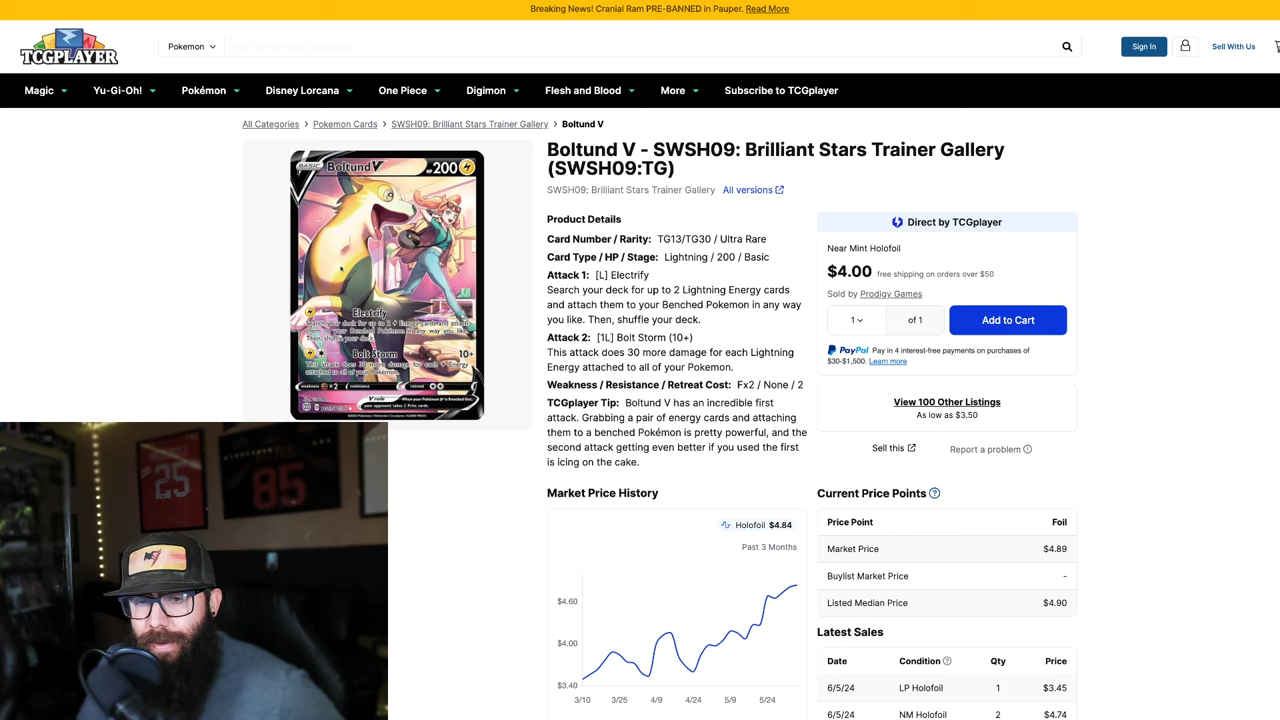 Breaking News! Cranial Ram PRE-BANNED in Pauper. Read More
TCGPLAYER
Pokemon
Sign In
Sell With Us
Magic
Yu-Gi-Oh!
Pokémon
Disney Lorcana
One Piece
Digimon
Flesh and Blood
More
Subscribe to TCGplayer
All Categories > Pokemon Cards > SWSH09: Brilliant Stars Trainer Gallery > Boltund V
BASIC
Boltund V
HP 200
Electrify
Bolt Storm 10+
weakness ×2 resistance retreat
V rule
25
85
Boltund V - SWSH09: Brilliant Stars Trainer Gallery
(SWSH09:TG)
SWSH09: Brilliant Stars Trainer Gallery All versions
Product Details
Card Number / Rarity: TG13/TG30 / Ultra Rare
Card Type / HP / Stage: Lightning / 200 / Basic
Attack 1: [L] Electrify
Search your deck for up to 2 Lightning Energy cards
and attach them to your Benched Pokemon in any way
you like. Then, shuffle your deck.
Attack 2: [1L] Bolt Storm (10+)
This attack does 30 more damage for each Lightning
Energy attached to all of your Pokemon.
Weakness / Resistance / Retreat Cost: Fx2 / None / 2
TCGplayer Tip: Boltund V has an incredible first
attack. Grabbing a pair of energy cards and attaching
them to a benched Pokémon is pretty powerful, and the
second attack getting even better if you used the first
is icing on the cake.
Direct by TCGplayer
Near Mint Holofoil
$4.00 free shipping on orders over $50
Sold by Prodigy Games
1 of 1
Add to Cart
PayPal Pay in 4 interest-free payments on purchases of
$30-$1,500. Learn more
View 100 Other Listings
As low as $3.50
Sell this
Report a problem
Market Price History
Holofoil $4.84
Past 3 Months
$4.60
$4.00
$3.40
3/10 3/25 4/9 4/24 5/9 5/24
Current Price Points
Price Point Foil
Market Price $4.89
Buylist Market Price -
Listed Median Price $4.90
Latest Sales
Date Condition Qty Price
6/5/24 LP Holofoil 1 $3.45
6/5/24 NM Holofoil 2 $4.74